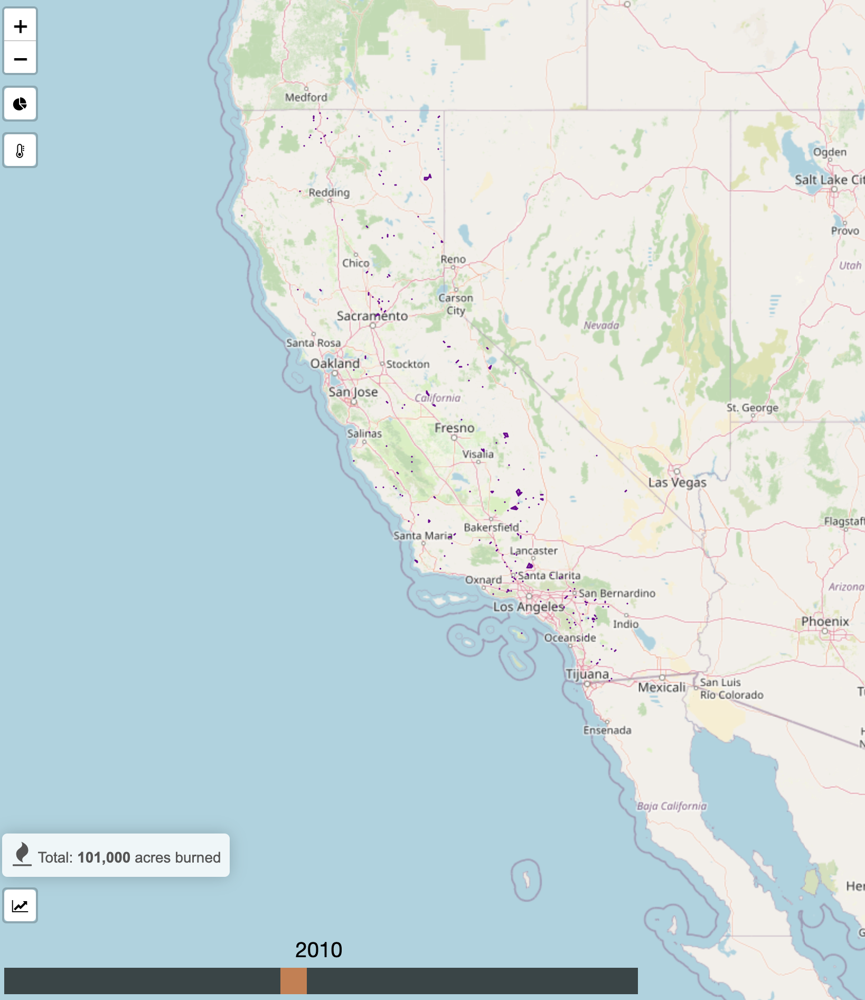 +
−
Medford
Ogden
Salt Lake Cit
Redding
Provo
Chico
Reno
Utah
Carson
City
Sacramento
Nevada
Santa Rosa
Oakland
Stockton
San Jose
California
St. George
Fresno
Salinas
Visalia
Las Vegas
Flagstaff
Bakersfield
Santa Maria
Lancaster
Santa Clarita
Oxnard
Arizona
San Bernardino
Los Angeles
Phoenix
Indio
Oceanside
Tijuana
San Luis
Río Colorado
Mexicali
Ensenada
Baja California
Total: 101,000 acres burned
Her
2010